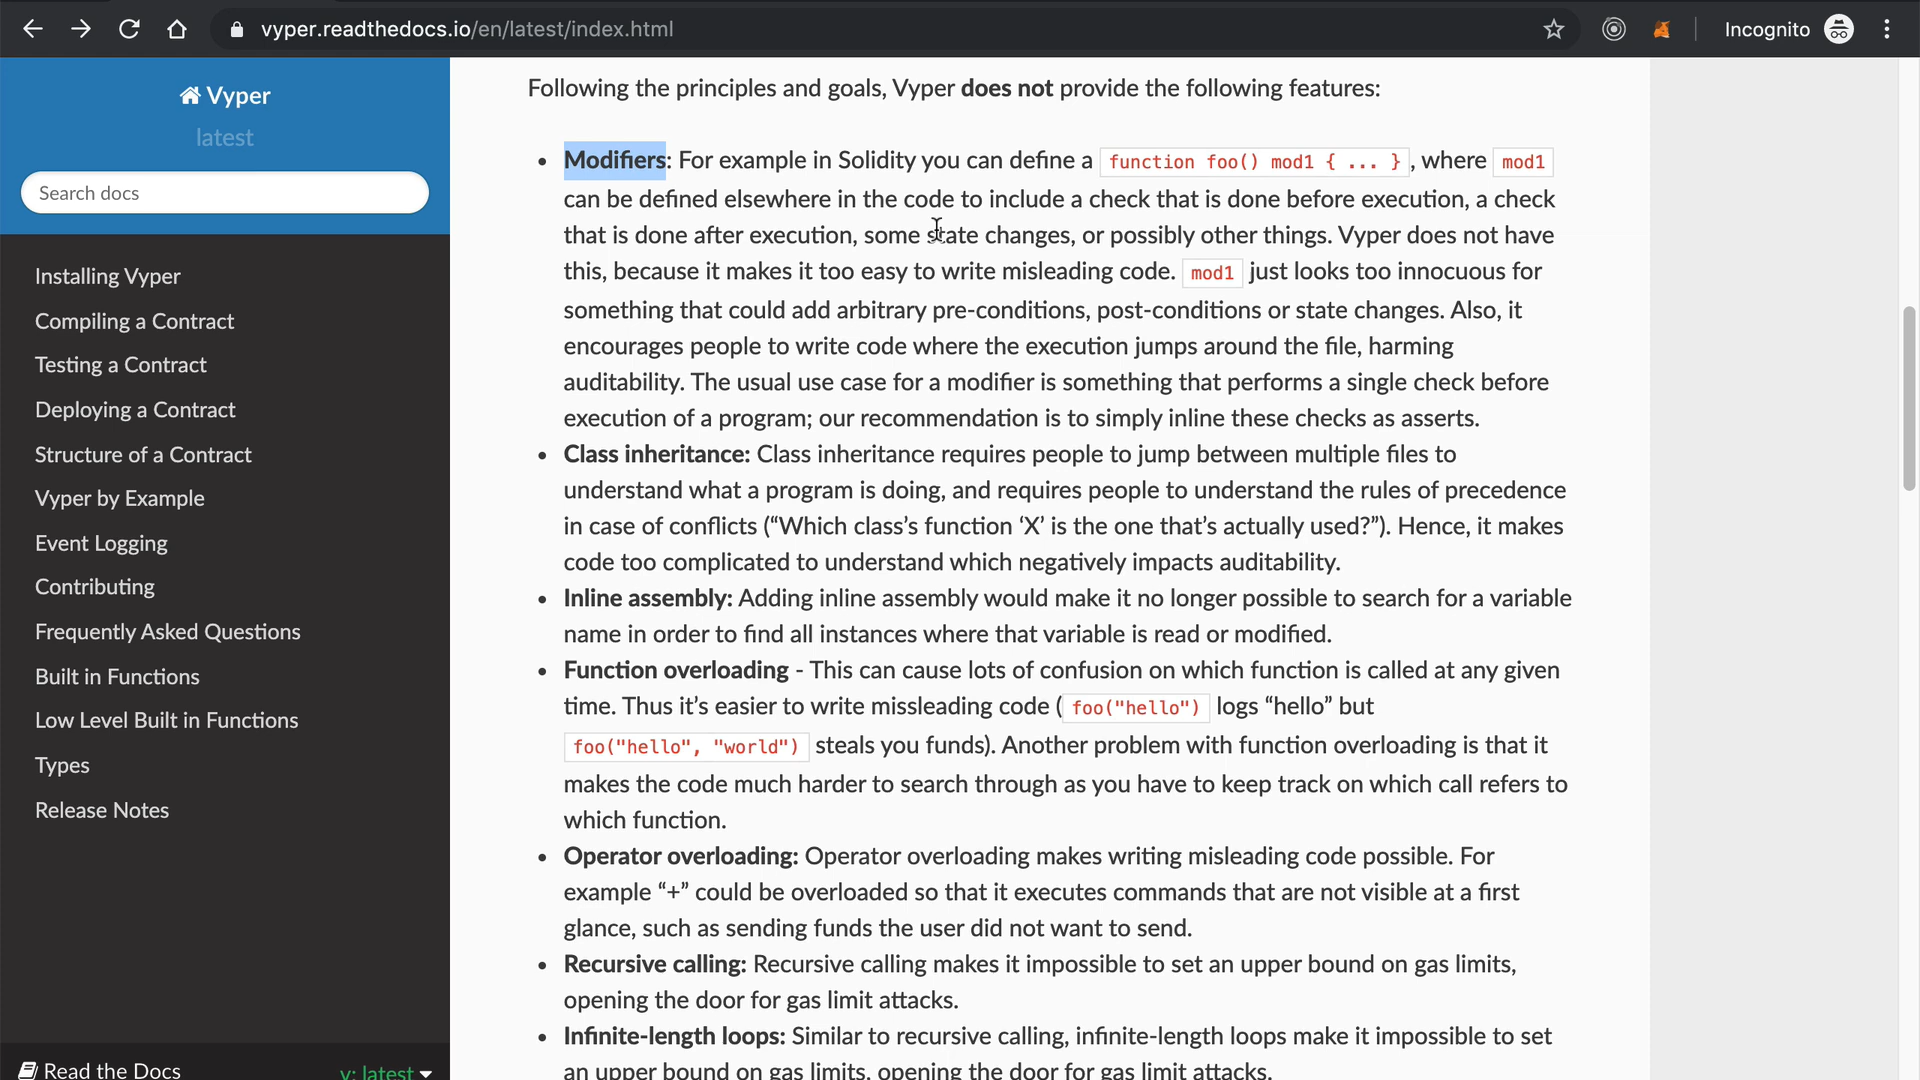 vyper.readthedocs.io/en/latest/index.html
Incognito
Vyper
latest
Search docs
Installing Vyper
Compiling a Contract
Testing a Contract
Deploying a Contract
Structure of a Contract
Vyper by Example
Event Logging
Contributing
Frequently Asked Questions
Built in Functions
Low Level Built in Functions
Types
Release Notes
Read the Docs
v: latest
Following the principles and goals, Vyper does not provide the following features:
• Modifiers: For example in Solidity you can define a function foo() mod1 { ... } , where mod1
can be defined elsewhere in the code to include a check that is done before execution, a check
that is done after execution, some state changes, or possibly other things. Vyper does not have
this, because it makes it too easy to write misleading code. mod1 just looks too innocuous for
something that could add arbitrary pre-conditions, post-conditions or state changes. Also, it
encourages people to write code where the execution jumps around the file, harming
auditability. The usual use case for a modifier is something that performs a single check before
execution of a program; our recommendation is to simply inline these checks as asserts.
• Class inheritance: Class inheritance requires people to jump between multiple files to
understand what a program is doing, and requires people to understand the rules of precedence
in case of conflicts (“Which class’s function ‘X’ is the one that’s actually used?”). Hence, it makes
code too complicated to understand which negatively impacts auditability.
• Inline assembly: Adding inline assembly would make it no longer possible to search for a variable
name in order to find all instances where that variable is read or modified.
• Function overloading - This can cause lots of confusion on which function is called at any given
time. Thus it’s easier to write missleading code ( foo("hello") logs “hello” but
foo("hello", "world") steals you funds). Another problem with function overloading is that it
makes the code much harder to search through as you have to keep track on which call refers to
which function.
• Operator overloading: Operator overloading makes writing misleading code possible. For
example “+” could be overloaded so that it executes commands that are not visible at a first
glance, such as sending funds the user did not want to send.
• Recursive calling: Recursive calling makes it impossible to set an upper bound on gas limits,
opening the door for gas limit attacks.
• Infinite-length loops: Similar to recursive calling, infinite-length loops make it impossible to set
an upper bound on gas limits, opening the door for gas limit attacks.